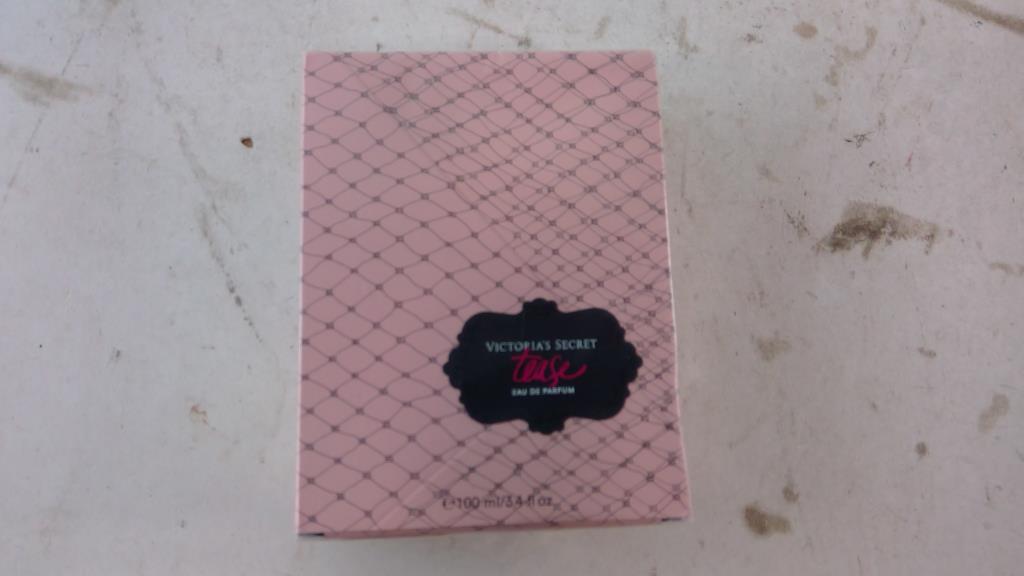 VICTORIA'S SECRET
tease
EAU DE PARFUM
℮100 ml/3.4 fl oz